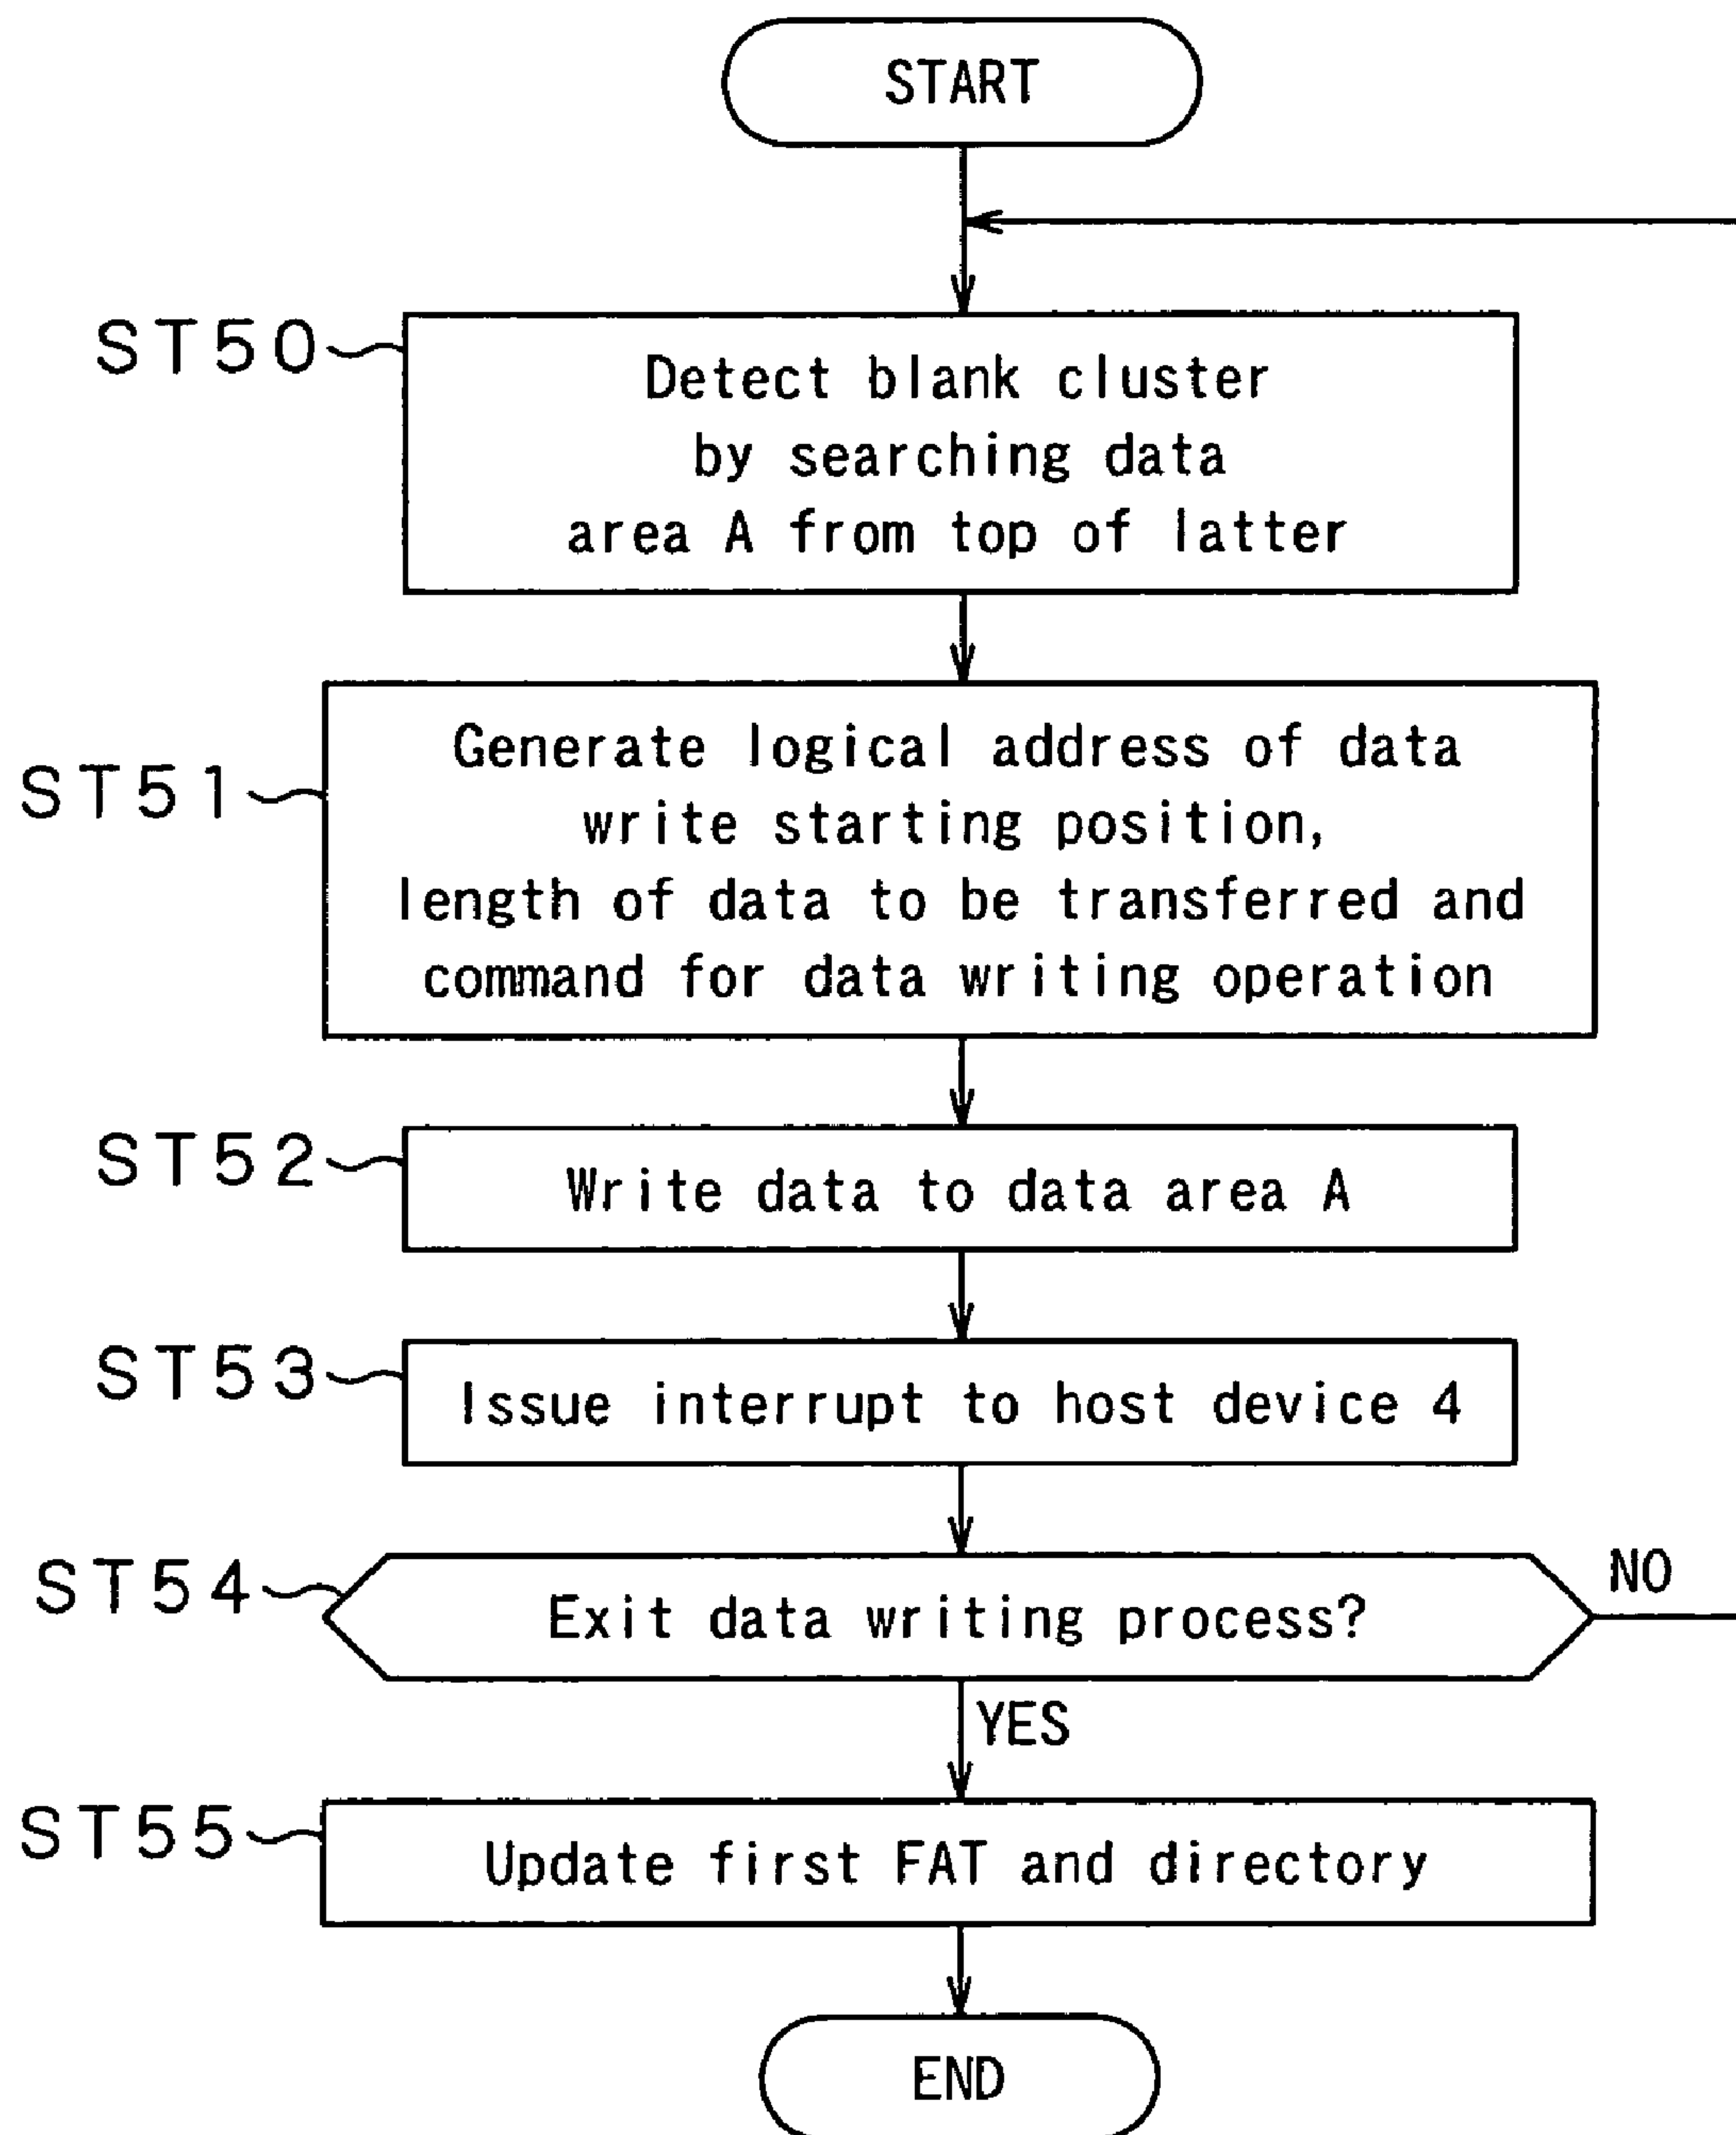 START
ST50
Detect blank cluster
by searching data
area A from top of latter
ST51
Generate logical address of data
write starting position,
length of data to be transferred and
command for data writing operation
ST52
Write data to data area A
ST53
Issue interrupt to host device 4
ST54
Exit data writing process?
NO
YES
ST55
Update first FAT and directory
END